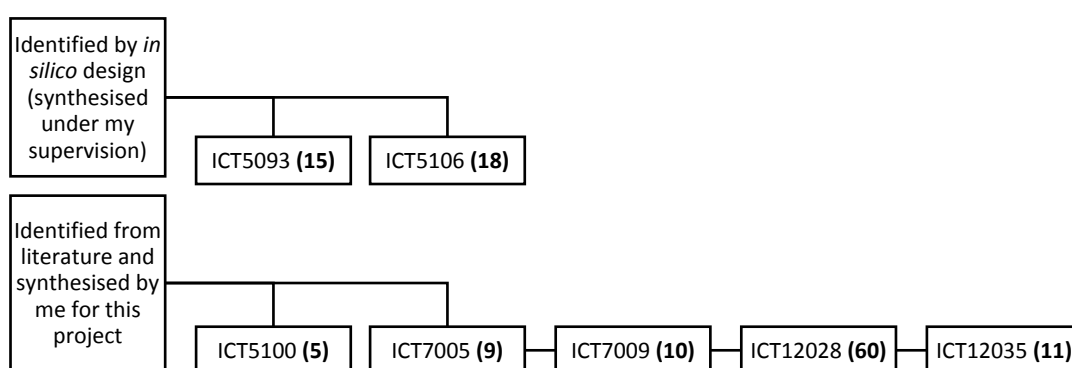 Identified by in
silico design
(synthesised
under my
supervision)
ICT5093 (15)
ICT5106 (18)
Identified from
literature and
synthesised by
me for this
project
ICT5100 (5)
ICT7005 (9)
ICT7009 (10)
ICT12028 (60)
ICT12035 (11)